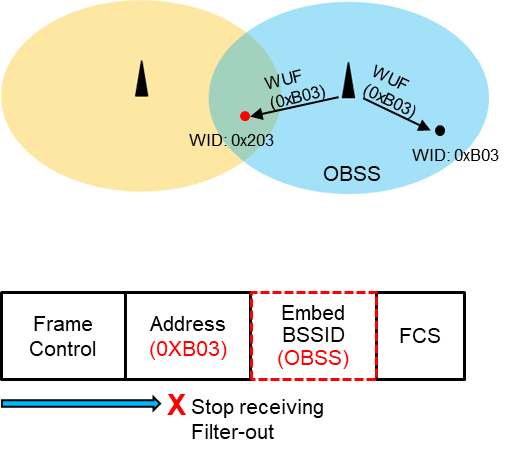 WUF
(0xB03)
WUF
(0xB03)
WID: 0x203
WID: 0xB03
OBSS
Frame
Control
Address
(0XB03)
Embed
BSSID
(OBSS)
FCS
X Stop receiving
Filter-out